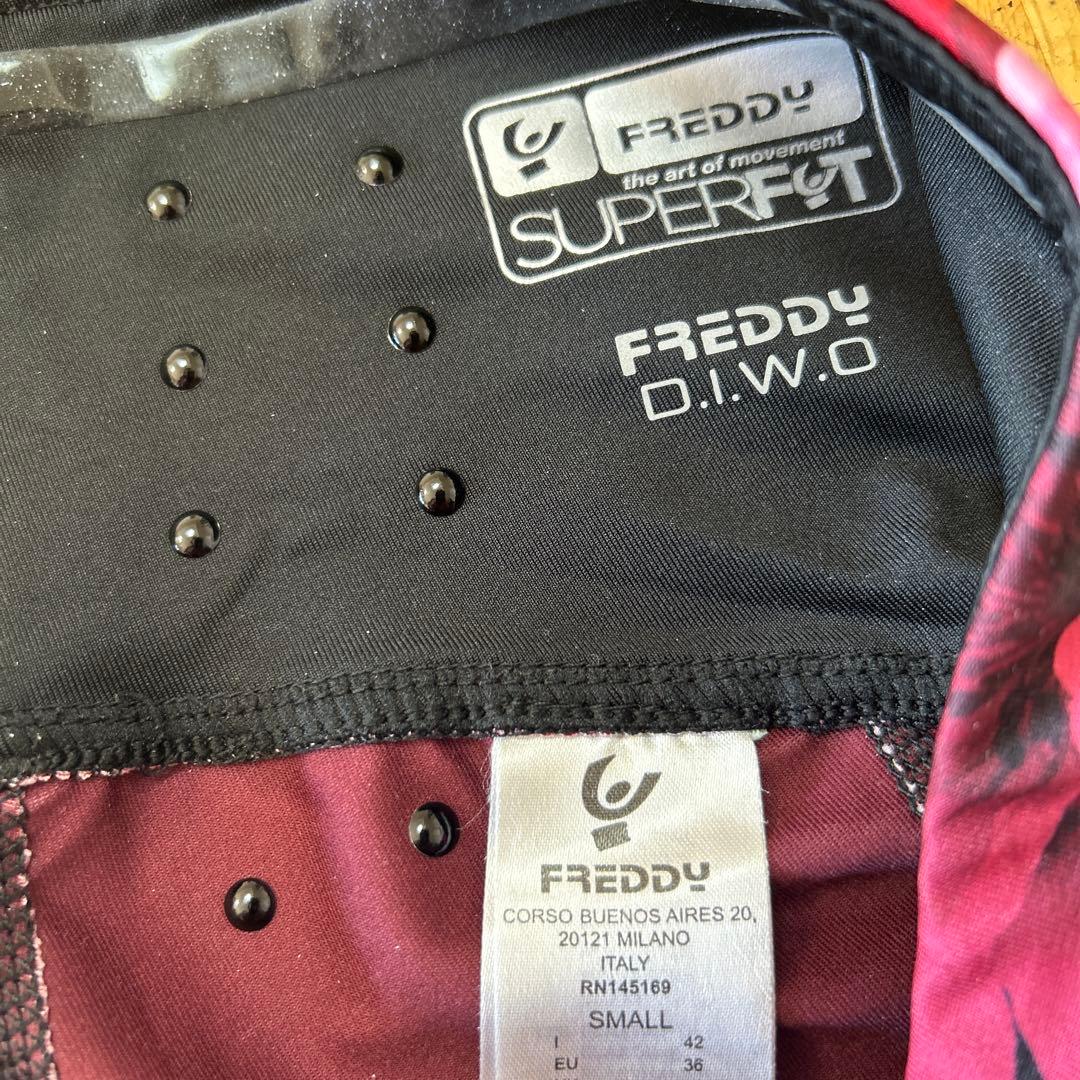 FREDDY
the art of movement
SUPERFIT
FREDDY
D.I.W.O
FREDDY
CORSO BUENOS AIRES 20,
20121 MILANO
ITALY
RN145169
SMALL
I 42
EU 36